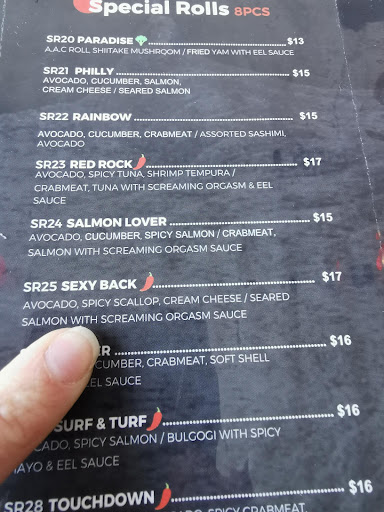 Special Rolls 8PCS
SR20 PARADISE $13
A.A.C ROLL SHIITAKE MUSHROOM / FRIED YAM WITH EEL SAUCE
SR21 PHILLY $15
AVOCADO, CUCUMBER, SALMON,
CREAM CHEESE / SEARED SALMON
SR22 RAINBOW $15
AVOCADO, CUCUMBER, CRABMEAT / ASSORTED SASHIMI,
AVOCADO
SR23 RED ROCK $17
AVOCADO, SPICY TUNA, SHRIMP TEMPURA /
CRABMEAT, TUNA WITH SCREAMING ORGASM & EEL
SAUCE
SR24 SALMON LOVER $15
AVOCADO, CUCUMBER, SPICY SALMON / CRABMEAT,
SALMON WITH SCREAMING ORGASM SAUCE
SR25 SEXY BACK $17
AVOCADO, SPICY SCALLOP, CREAM CHEESE / SEARED
SALMON WITH SCREAMING ORGASM SAUCE
$16
CRABMEAT, SOFT SHELL
SAUCE
SURF & TURF $16
SPICY SALMON / BULGOGI WITH SPICY
& EEL SAUCE
SR28 TOUCHDOWN $16
SPICY CRABMEAT,